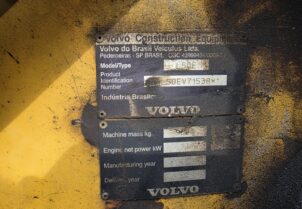 Volvo Construction Equipment
Volvo do Brasil Veículos Ltda.
Pederneiras - SP BRASIL
Model/Type
Product
Identification
Number
Indústria Brasileira
VOLVO
Machine mass kg
Engine net power kW
Manufacturing year
Delivery year
VOLVO